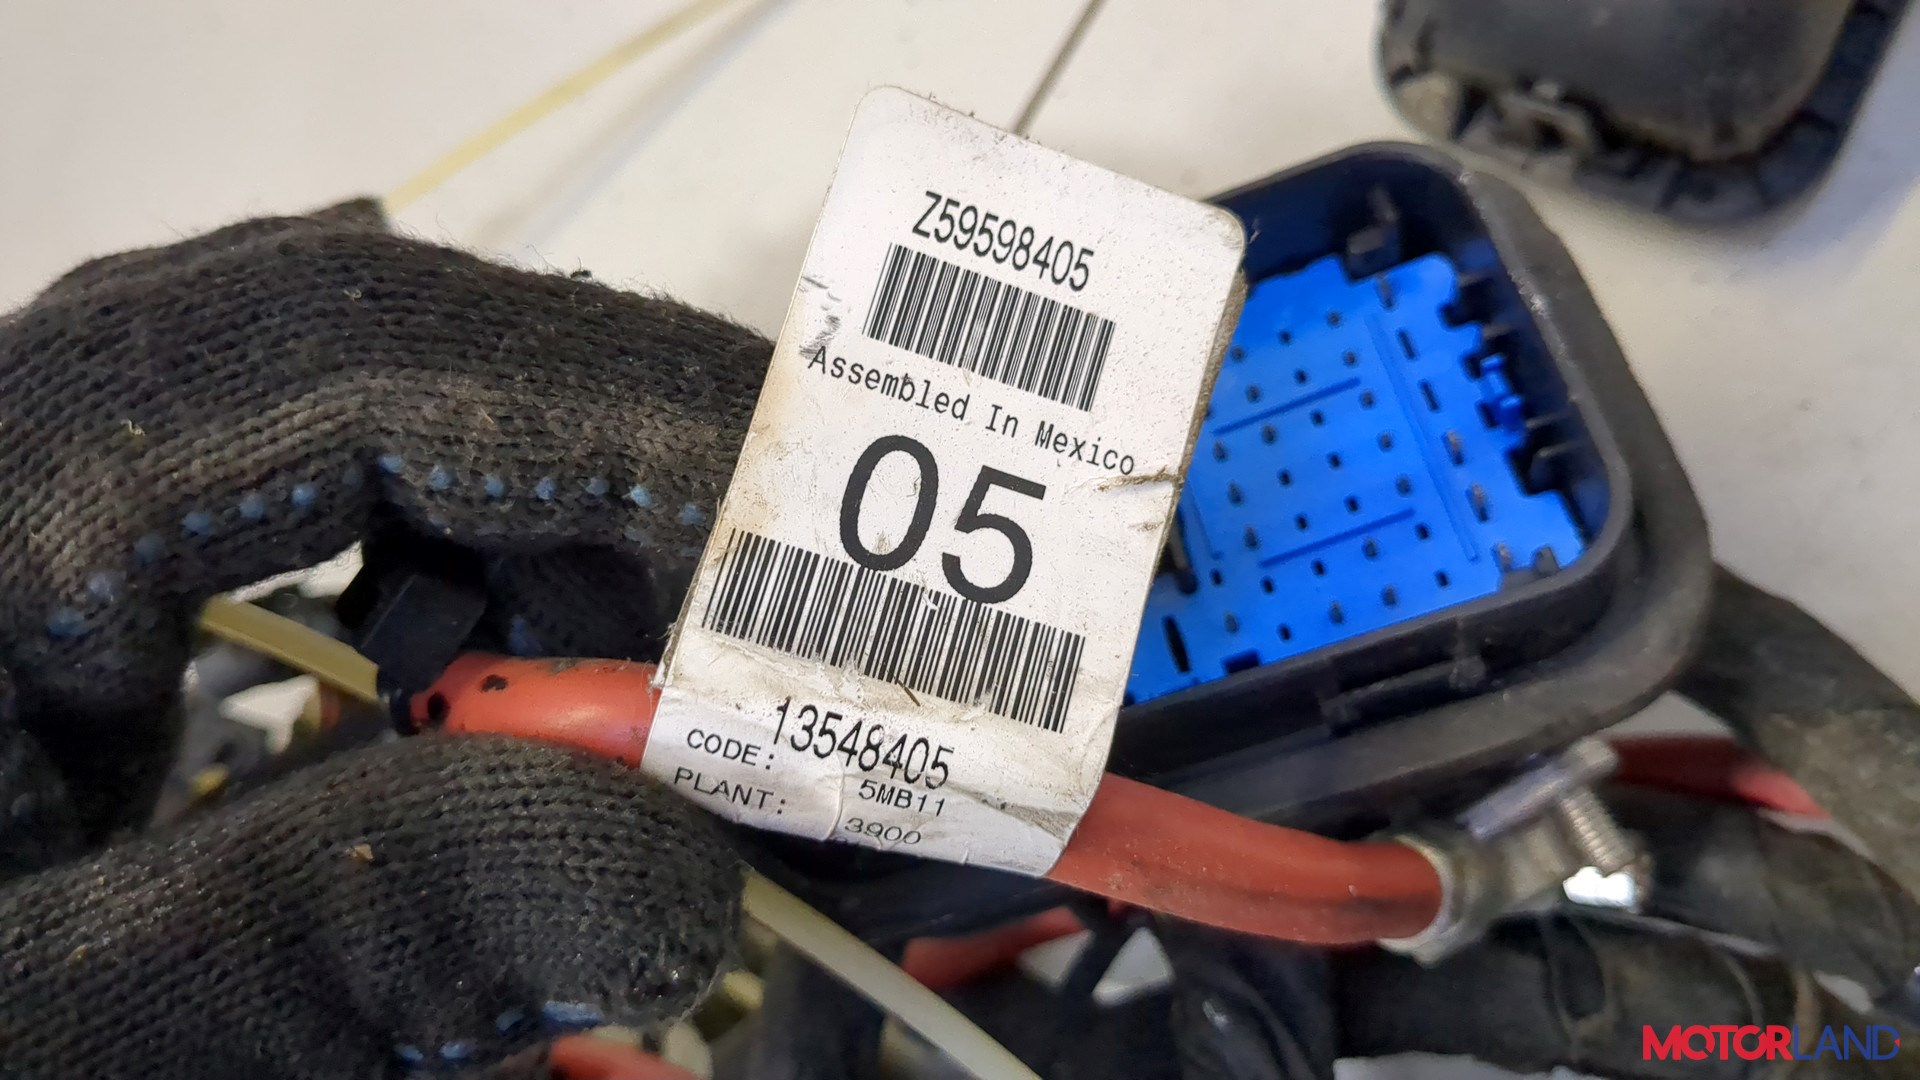 Z59598405
Assembled In Mexico
05
13548405
CODE: 5MB11
PLANT: 3900
MOTORLAND